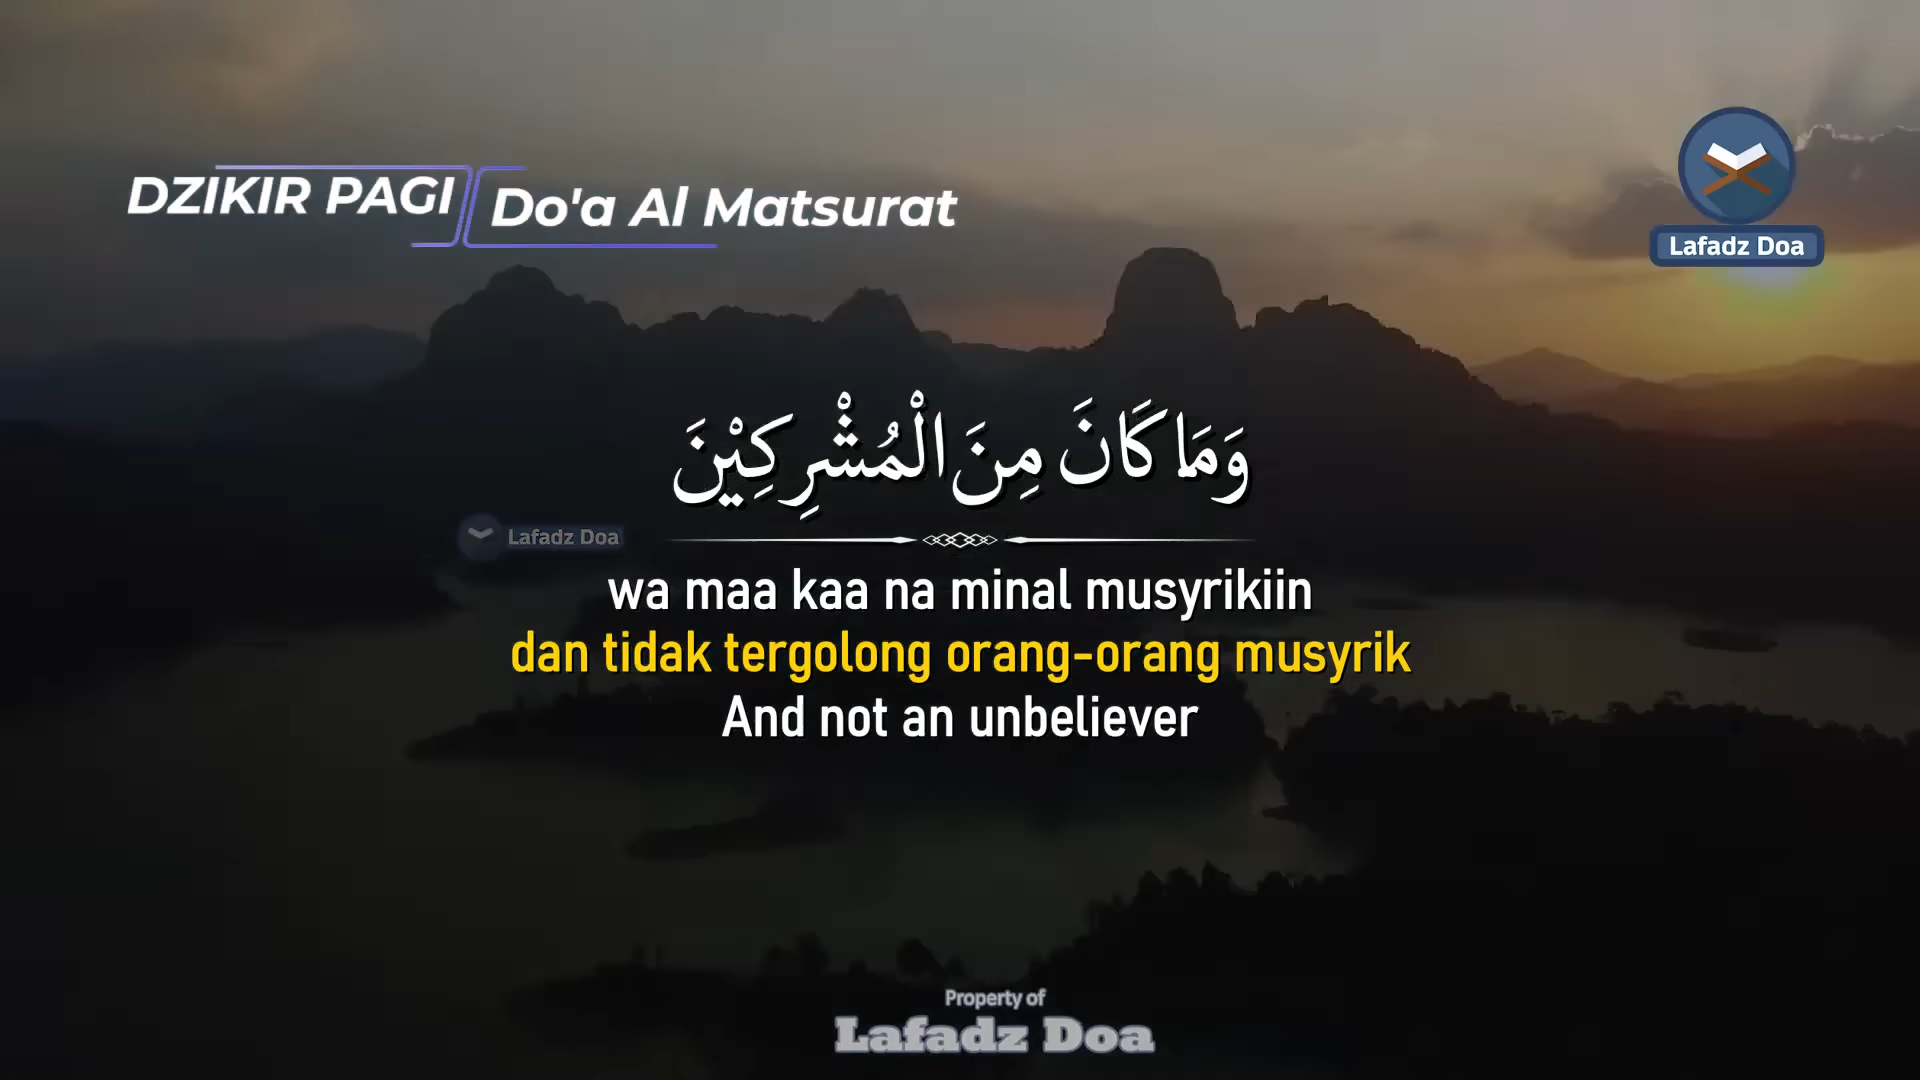 DZIKIR PAGI
Do'a Al Matsurat
Lafadz Doa
وَمَا كَانَ مِنَ الْمُشْرِكِيْنَ
Lafadz Doa
wa maa kaa na minal musyrikiin
dan tidak tergolong orang-orang musyrik
And not an unbeliever
Property of
Lafadz Doa